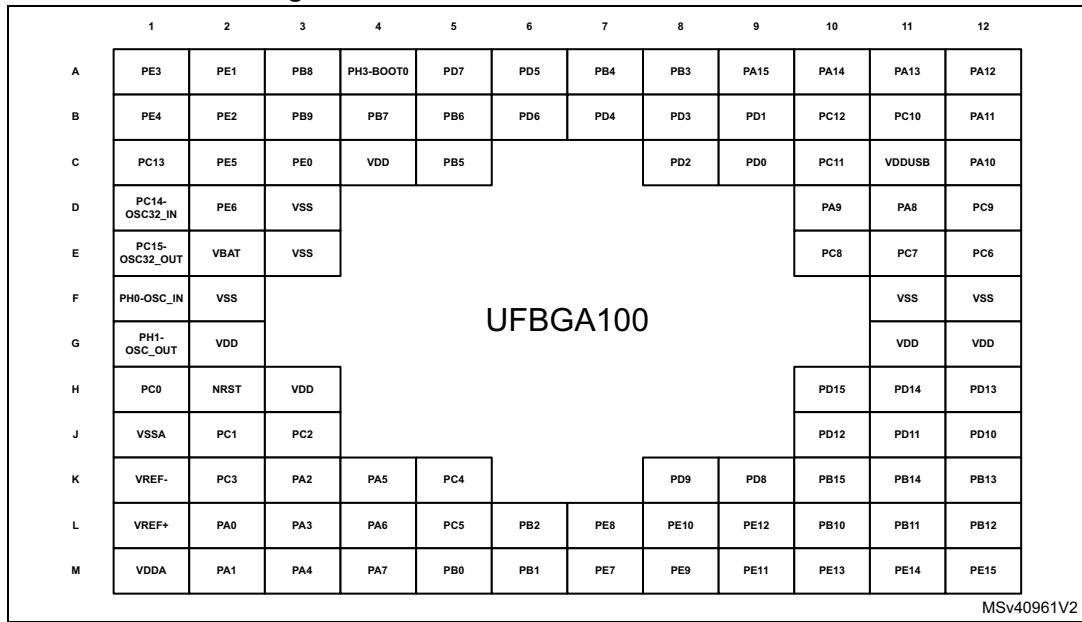 1 2 3 4 5 6 7 8 9 10 11 12
A PE3 PE1 PB8 PH3-BOOT0 PD7 PD5 PB4 PB3 PA15 PA14 PA13 PA12
B PE4 PE2 PB9 PB7 PB6 PD6 PD4 PD3 PD1 PC12 PC10 PA11
C PC13 PE5 PE0 VDD PB5 PD2 PD0 PC11 VDDUSB PA10
D PC14-
OSC32_IN PE6 VSS PA9 PA8 PC9
E PC15-
OSC32_OUT VBAT VSS PC8 PC7 PC6
F PH0-OSC_IN VSS VSS VSS
UFBGA100
G PH1-
OSC_OUT VDD VDD VDD
H PC0 NRST VDD PD15 PD14 PD13
J VSSA PC1 PC2 PD12 PD11 PD10
K VREF- PC3 PA2 PA5 PC4 PD9 PD8 PB15 PB14 PB13
L VREF+ PA0 PA3 PA6 PC5 PB2 PE8 PE10 PE12 PB10 PB11 PB12
M VDDA PA1 PA4 PA7 PB0 PB1 PE7 PE9 PE11 PE13 PE14 PE15
MSv40961V2